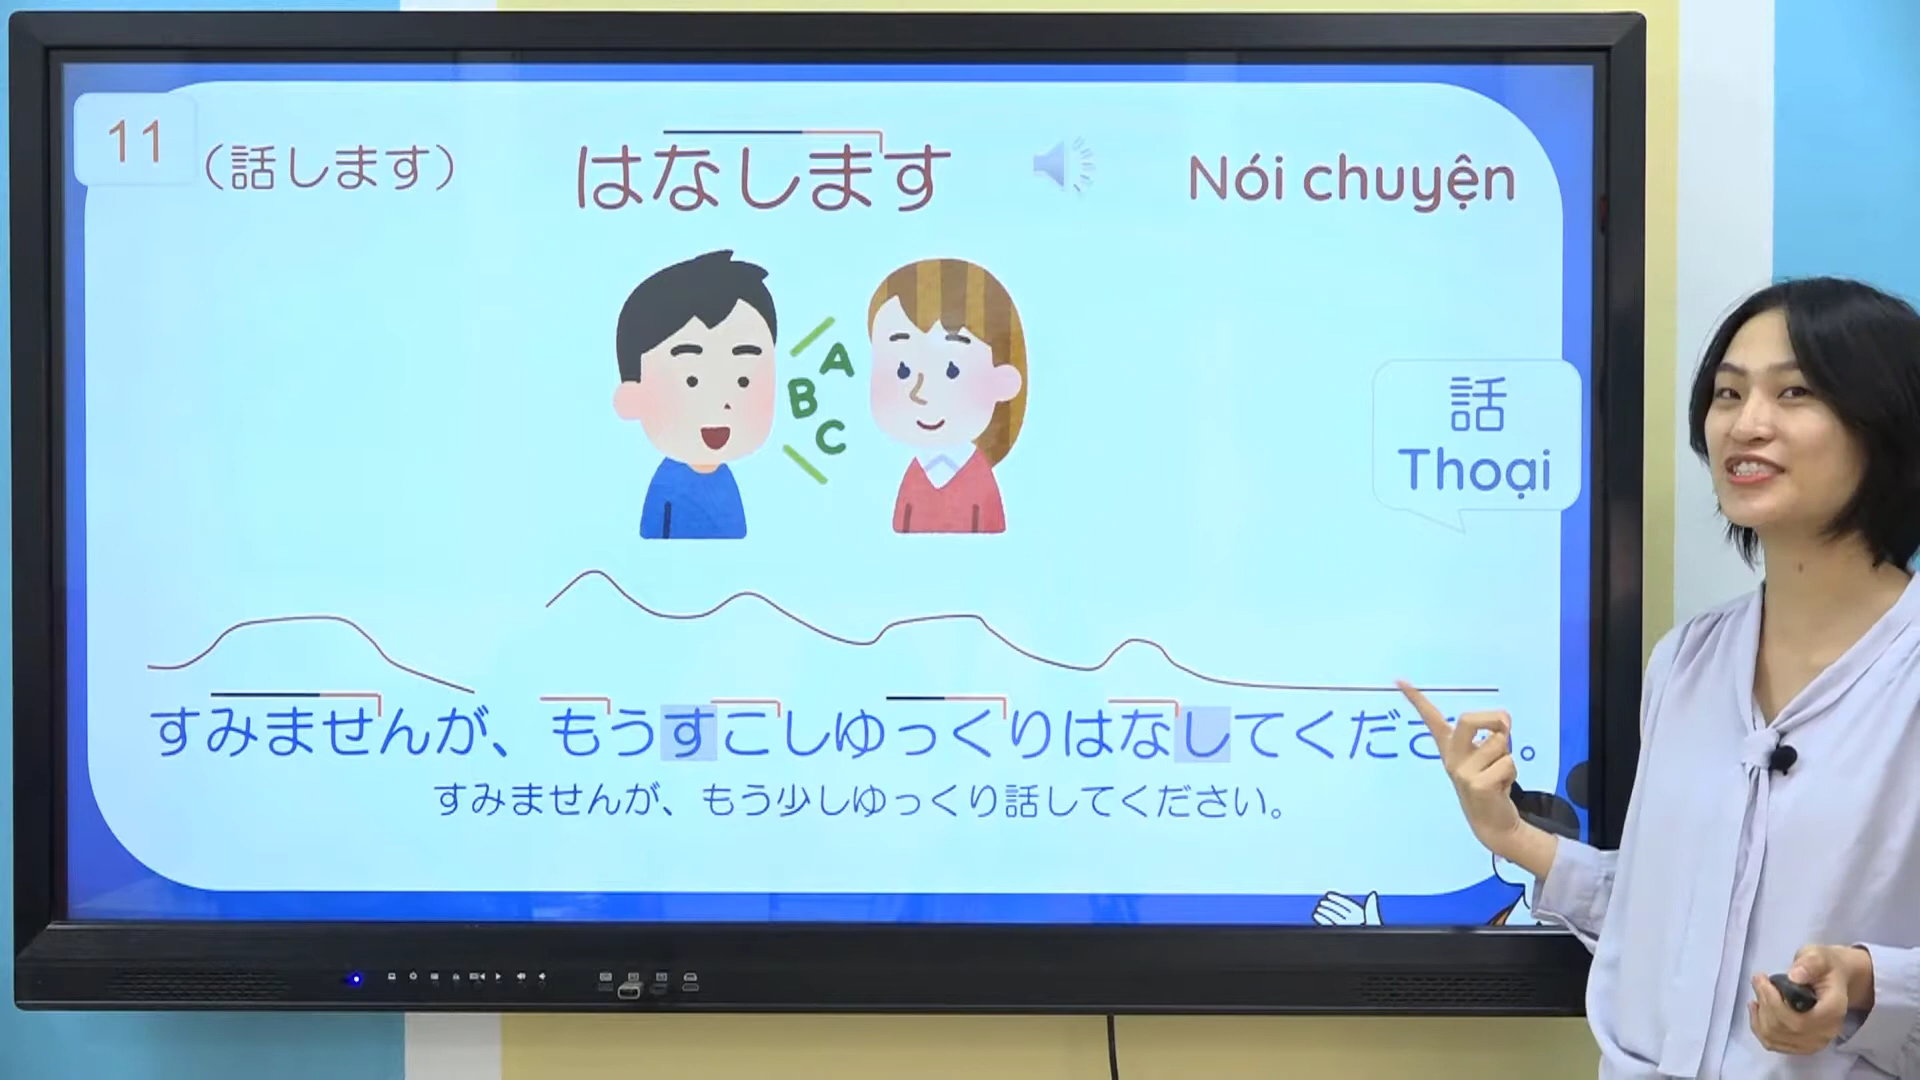 11
（話します）
はなします
Nói chuyện
A
B
C
話
Thoại
すみませんが、もうすこしゆっくりはなしてください。
すみませんが、もう少しゆっくり話してください。